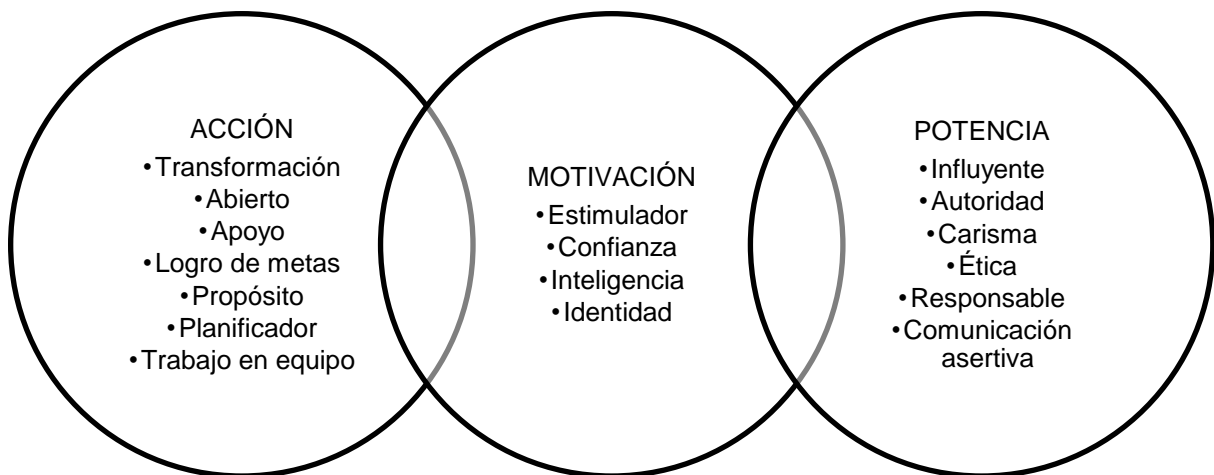 ACCIÓN
•Transformación
•Abierto
•Apoyo
•Logro de metas
•Propósito
•Planificador
•Trabajo en equipo
MOTIVACIÓN
•Estimulador
•Confianza
•Inteligencia
•Identidad
POTENCIA
•Influyente
•Autoridad
•Carisma
•Ética
•Responsable
•Comunicación
asertiva